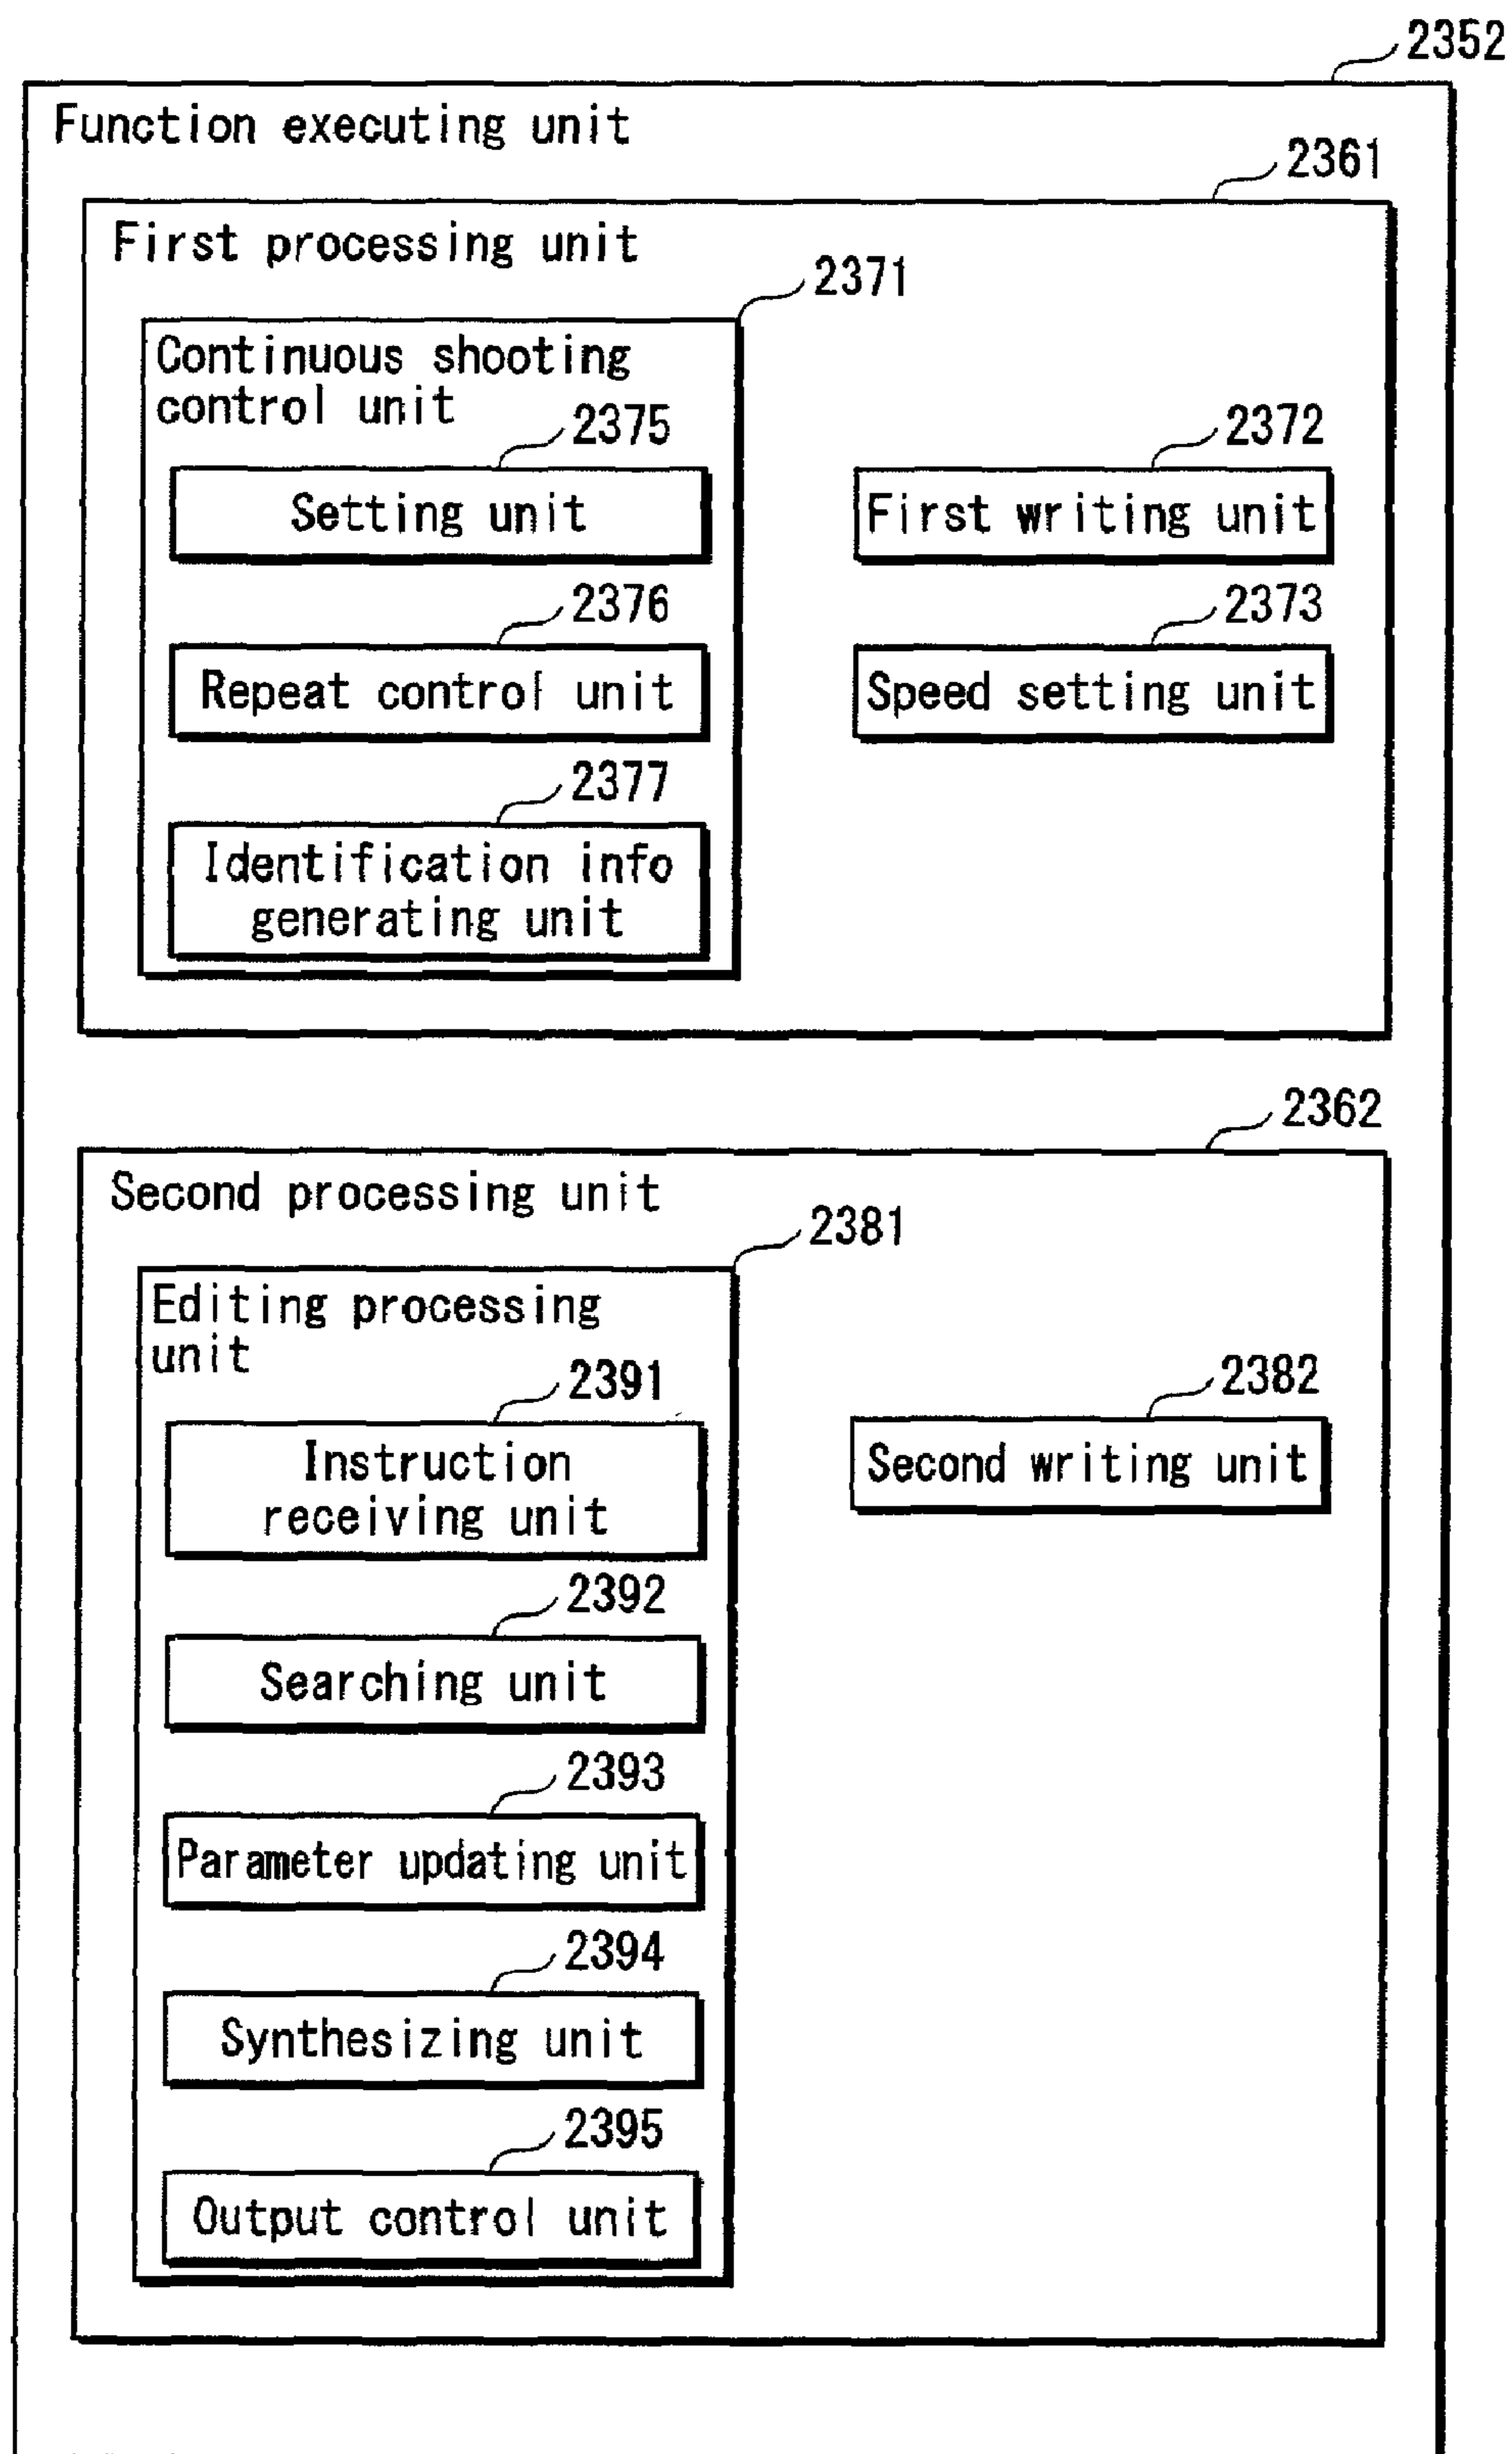 2352
Function executing unit
2361
First processing unit
2371
Continuous shooting
control unit
2375
Setting unit
2372
First writing unit
2376
Repeat control unit
2373
Speed setting unit
2377
Identification info
generating unit
2362
Second processing unit
2381
Editing processing
unit
2391
Instruction
receiving unit
2382
Second writing unit
2392
Searching unit
2393
Parameter updating unit
2394
Synthesizing unit
2395
Output control unit